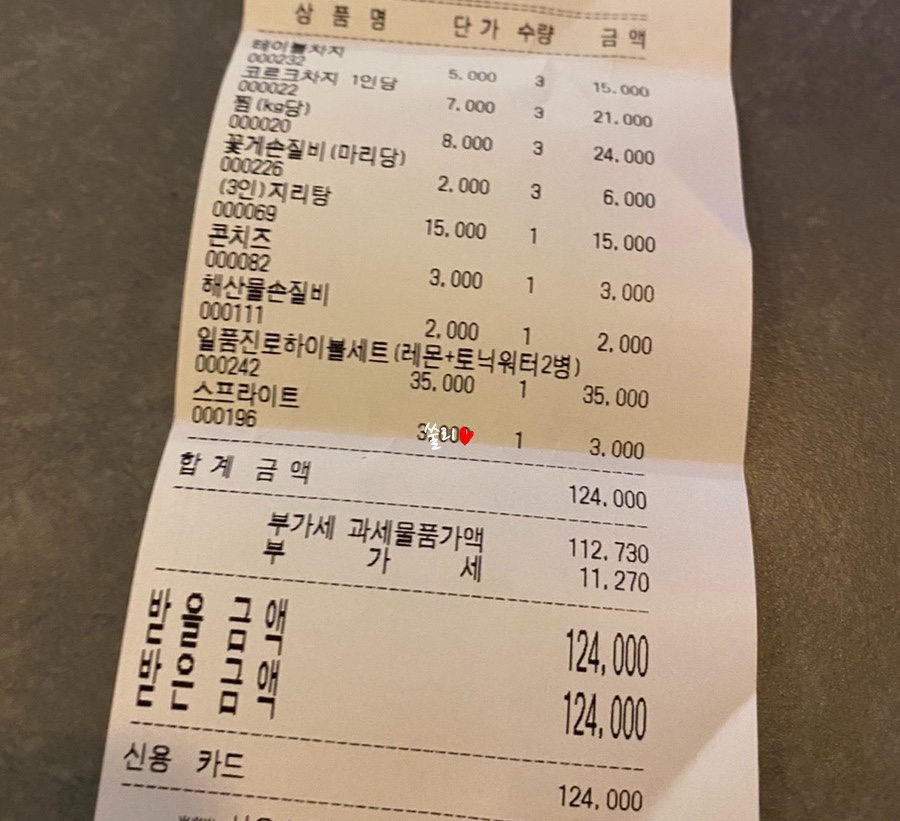 상 품 명 단 가 수량 금 액
테이블차지
000232 5,000 3 15,000
코르크차지 1인당
000022 7,000 3 21,000
찜(kg당)
000020 8,000 3 24,000
꽃게손질비(마리당)
000226 2,000 3 6,000
(3인)지리탕
000069 15,000 1 15,000
콘치즈
000082 3,000 1 3,000
해산물손질비
000111 2,000 1 2,000
일품진로하이볼세트(레몬+토닉워터2병)
000242 35,000 1 35,000
스프라이트
000196 3,000 1 3,000
쏠리
합 계 금 액 124,000
부가세 과세물품가액 112,730
부 가 세 11,270
받을 금액 124,000
받은 금액 124,000
신용 카드 124,000